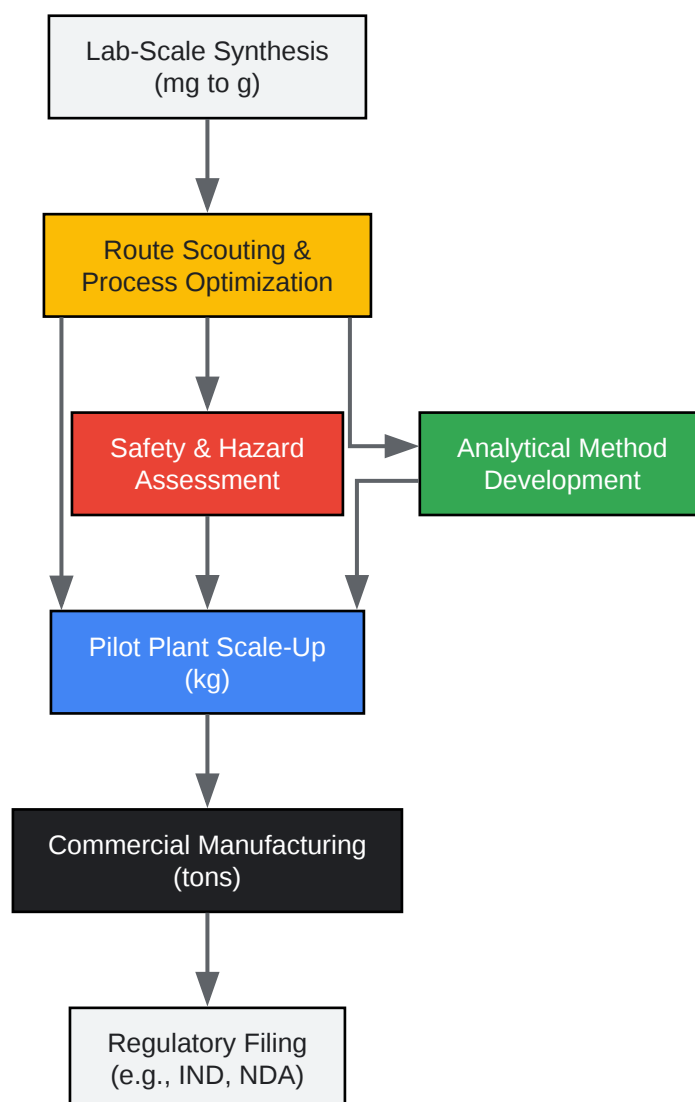 Lab-Scale Synthesis
(mg to g)
Route Scouting &
Process Optimization
Safety & Hazard
Assessment
Analytical Method
Development
Pilot Plant Scale-Up
(kg)
Commercial Manufacturing
(tons)
Regulatory Filing
(e.g., IND, NDA)